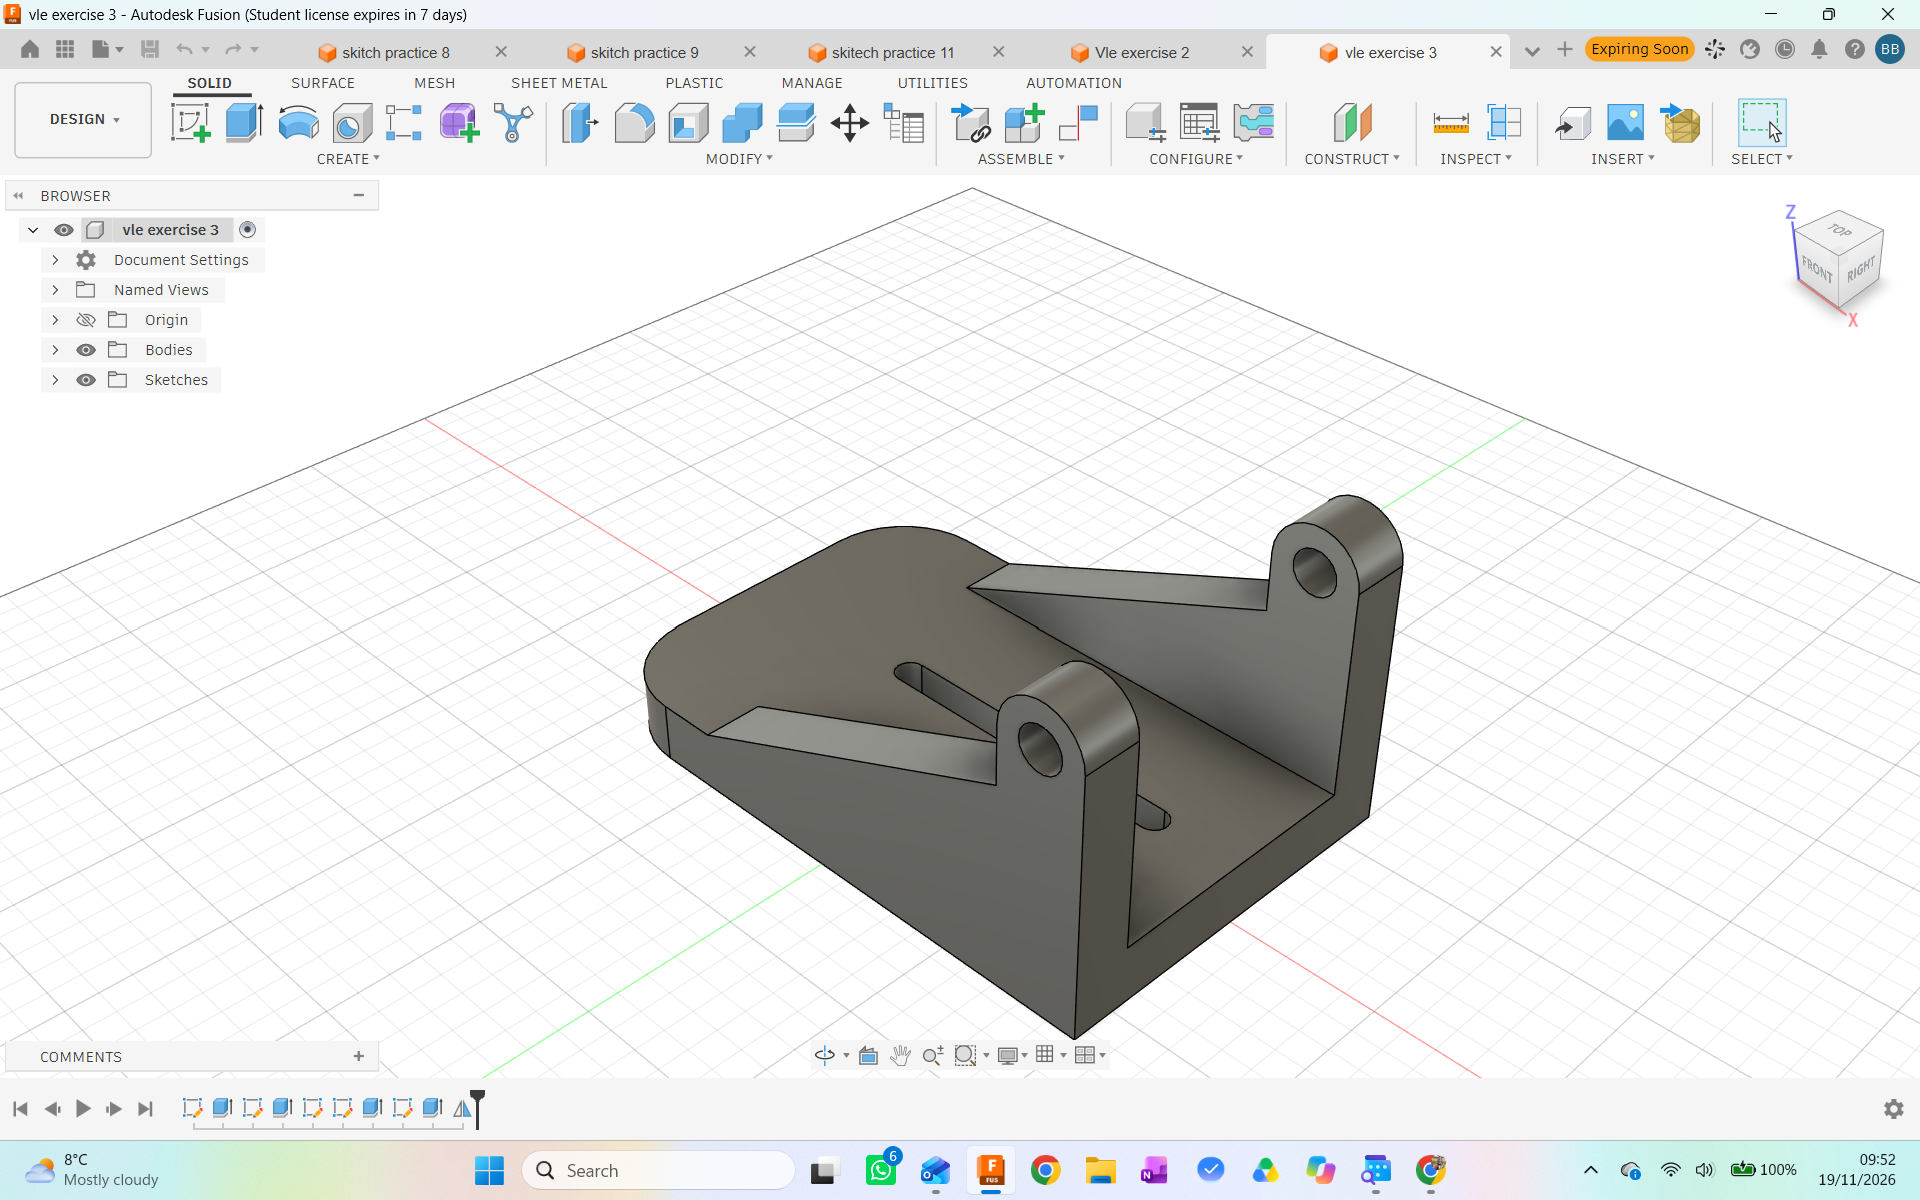 vle exercise 3 - Autodesk Fusion (Student license expires in 7 days)
skitch practice 8
skitch practice 9
skitech practice 11
Vle exercise 2
vle exercise 3
Expiring Soon
BB
SOLID
SURFACE
MESH
SHEET METAL
PLASTIC
MANAGE
UTILITIES
AUTOMATION
DESIGN
CREATE
MODIFY
ASSEMBLE
CONFIGURE
CONSTRUCT
INSPECT
INSERT
SELECT
BROWSER
vle exercise 3
Document Settings
Named Views
Origin
Bodies
Sketches
Z
TOP
FRONT
RIGHT
X
COMMENTS
8°C
Mostly cloudy
Search
6
F
FUS
100%
09:52
19/11/2026